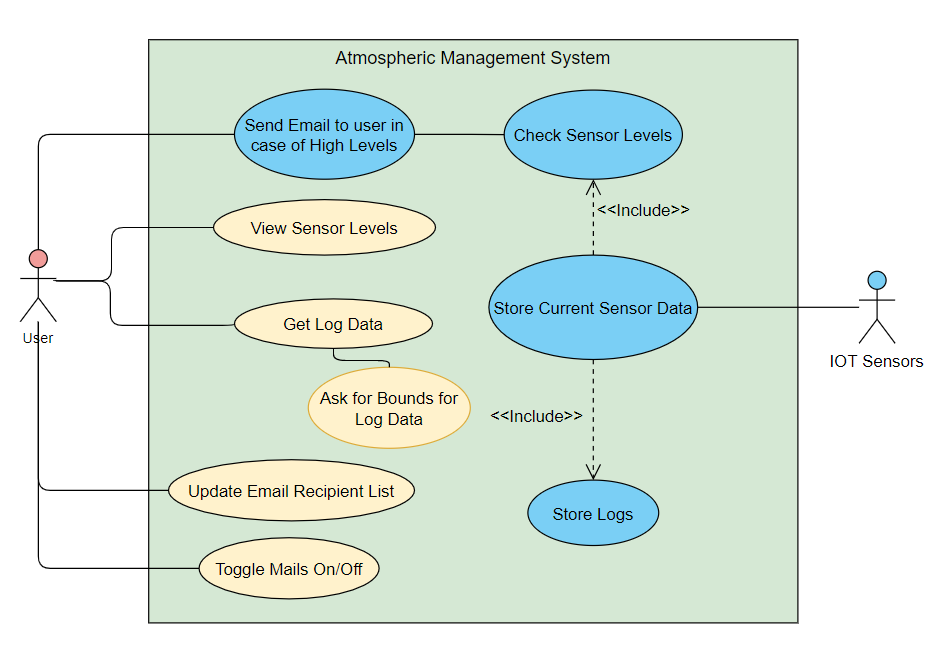 Atmospheric Management System
Send Email to user in
case of High Levels
Check Sensor Levels
<<Include>>
View Sensor Levels
Get Log Data
Store Current Sensor Data
User
IOT Sensors
Ask for Bounds for
Log Data
<<Include>>
Update Email Recipient List
Store Logs
Toggle Mails On/Off